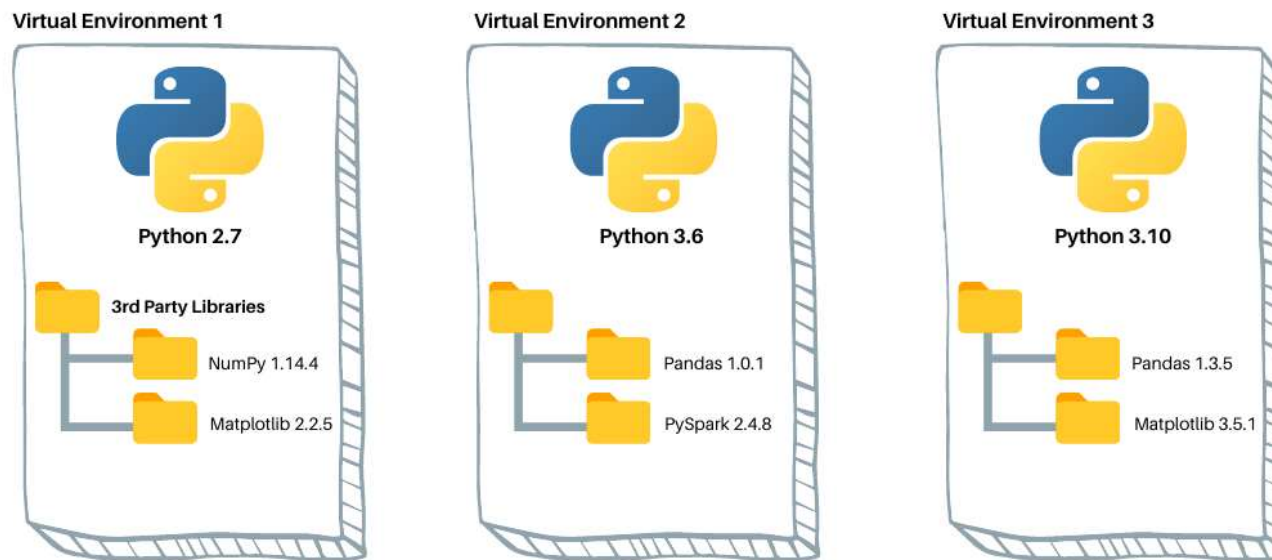 Virtual Environment 1
Python 2.7
3rd Party Libraries
NumPy 1.14.4
Matplotlib 2.2.5
Virtual Environment 2
Python 3.6
Pandas 1.0.1
PySpark 2.4.8
Virtual Environment 3
Python 3.10
Pandas 1.3.5
Matplotlib 3.5.1